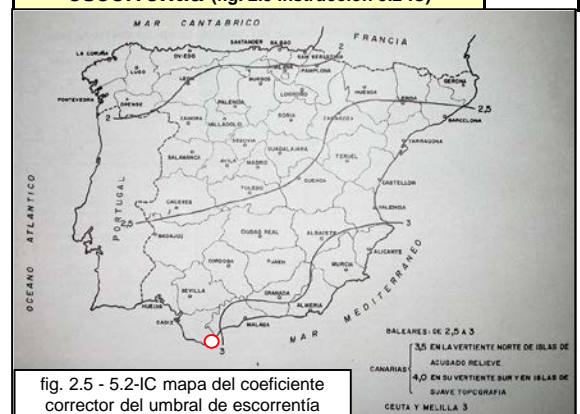 escorrentía (fig. 2.5 Instrucción 5.2-IC)
MAR CANTABRICO
FRANCIA
LA CORUÑA
OVIEDO
SANTANDER BILBAO
SAN SEBASTIAN
2
LUGO
LEON
PAMPLONA
PONTEVEDRA
ORENSE
BURGOS
LOGROÑO
HUESCA
LERIDA
GERONA
2
PALENCIA
2,5
ZAMORA
VALLADOLID
SORIA
ZARAGOZA
BARCELONA
SEGOVIA
TARRAGONA
SALAMANCA
AVILA
MADRID
GUADALAJARA
TERUEL
OCEANO ATLANTICO
PORTUGAL
TOLEDO
CUENCA
CASTELLON
CACERES
VALENCIA
2,5
BADAJOZ
CIUDAD REAL
ALBACETE
3
ALICANTE
CORDOBA
JAEN
MURCIA
SEVILLA
GRANADA
HUELVA
ALMERIA
CADIZ
MALAGA
MAR MEDITERRANEO
3
BALEARES: DE 2,5 A 3
CANARIAS
3,5 EN LA VERTIENTE NORTE DE ISLAS DE
ACUSADO RELIEVE
4,0 EN SU VERTIENTE SUR Y EN ISLAS DE
SUAVE TOPOGRAFIA
CEUTA Y MELILLA 3
fig. 2.5 - 5.2-IC mapa del coeficiente
corrector del umbral de escorrentía